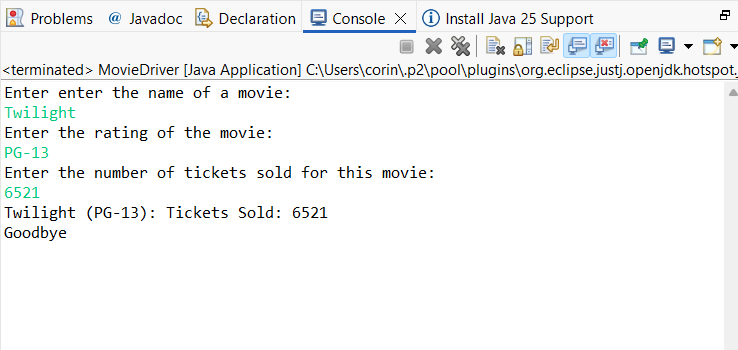 Problems @ Javadoc Declaration Console Install Java 25 Support
<terminated> MovieDriver [Java Application] C:\Users\corin\.p2\pool\plugins\org.eclipse.justj.openjdk.hotspot.
Enter enter the name of a movie:
Twilight
Enter the rating of the movie:
PG-13
Enter the number of tickets sold for this movie:
6521
Twilight (PG-13): Tickets Sold: 6521
Goodbye